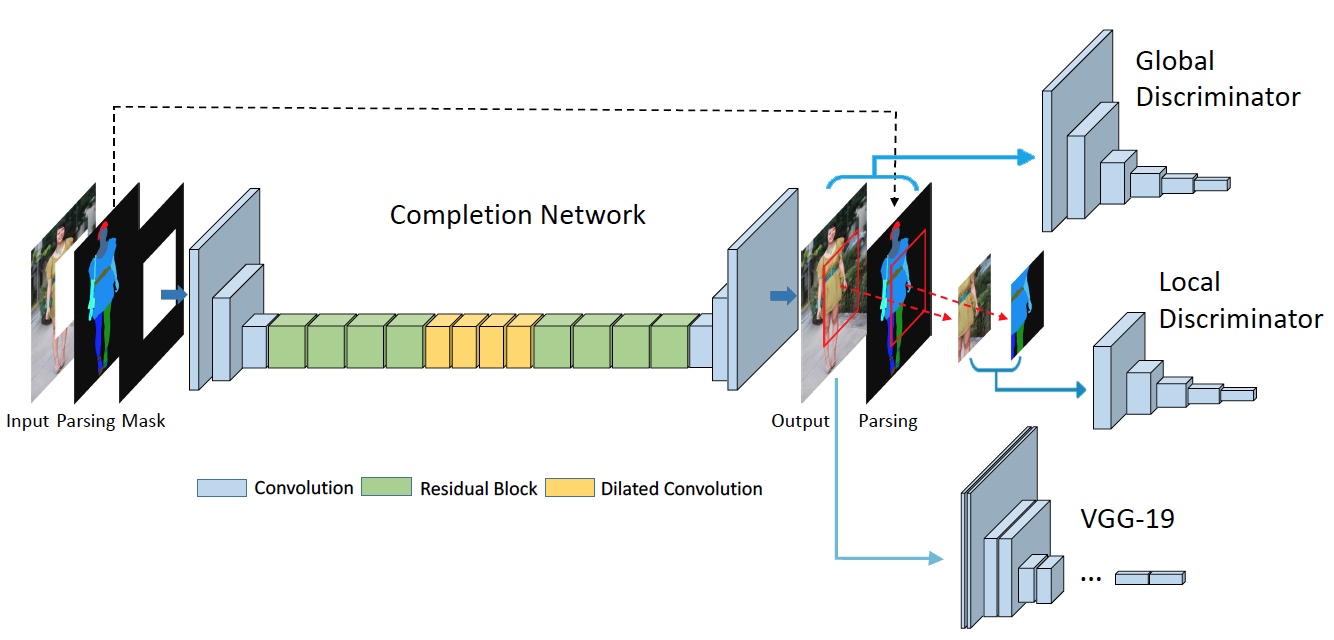 Global
Discriminator
Completion Network
Local
Discriminator
Input Parsing Mask
Output
Parsing
Convolution
Residual Block
Dilated Convolution
VGG-19
...